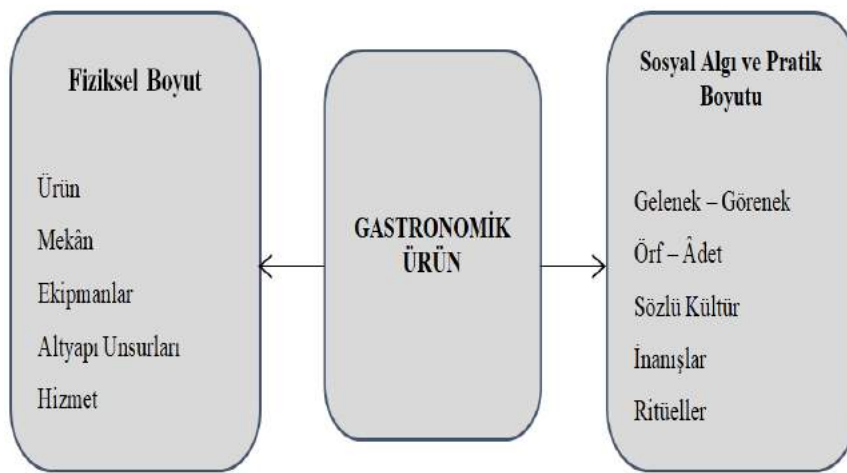 Fiziksel Boyut
Ürün
Mekân
Ekipmanlar
Altyapı Unsurları
Hizmet
GASTRONOMİK
ÜRÜN
Sosyal Algı ve Pratik
Boyutu
Gelenek – Görenek
Örf – Âdet
Sözlü Kültür
İnanışlar
Ritüeller